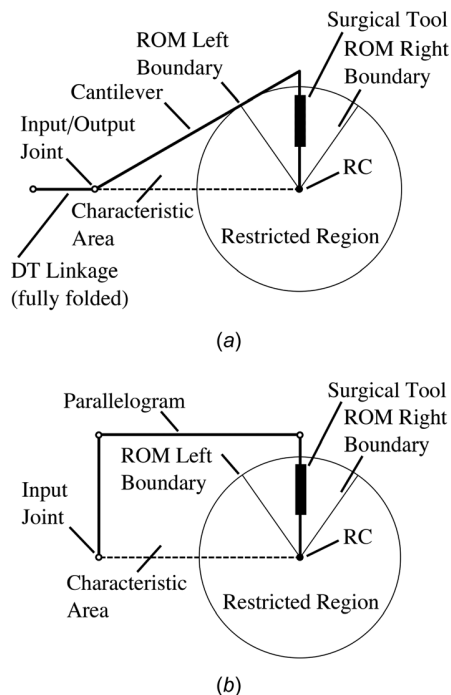 Surgical Tool
ROM Left
Boundary
ROM Right
Boundary
Cantilever
Input/Output
Joint
RC
Characteristic
Area
Restricted Region
DT Linkage
(fully folded)
(a)
Surgical Tool
Parallelogram
ROM Right
Boundary
ROM Left
Boundary
Input
Joint
RC
Characteristic
Area
Restricted Region
(b)